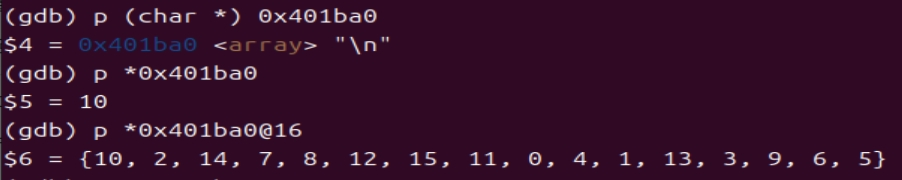 (gdb) p (char *) 0x401ba0
$4 = 0x401ba0 <array> "\n"
(gdb) p *0x401ba0
$5 = 10
(gdb) p *0x401ba0@16
$6 = {10, 2, 14, 7, 8, 12, 15, 11, 0, 4, 1, 13, 3, 9, 6, 5}